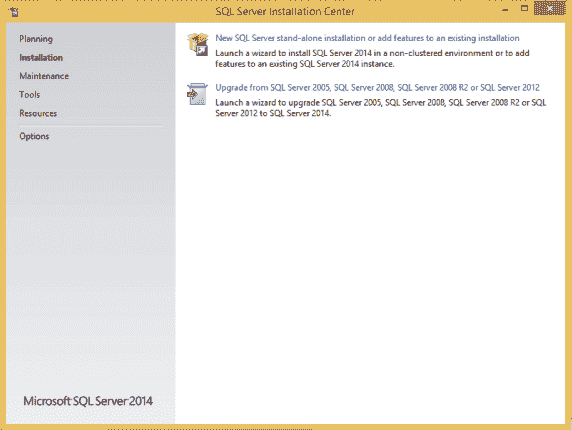 SQL Server Installation Center
Planning
Installation
Maintenance
Tools
Resources
Options
New SQL Server stand-alone installation or add features to an existing installation
Launch a wizard to install SQL Server 2014 in a non-clustered environment or to add
features to an existing SQL Server 2014 instance.
Upgrade from SQL Server 2005, SQL Server 2008, SQL Server 2008 R2 or SQL Server 2012
Launch a wizard to upgrade SQL Server 2005, SQL Server 2008, SQL Server 2008 R2 or SQL
Server 2012 to SQL Server 2014.
Microsoft SQL Server 2014